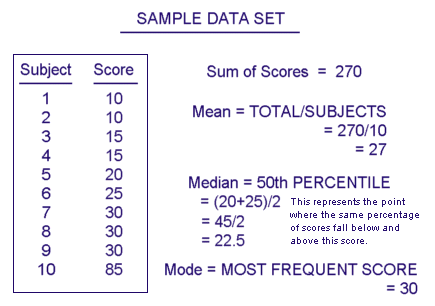 SAMPLE DATA SET
Subject Score
1 10
2 10
3 15
4 15
5 20
6 25
7 30
8 30
9 30
10 85
Sum of Scores = 270
Mean = TOTAL/SUBJECTS
= 270/10
= 27
Median = 50th PERCENTILE
= (20+25)/2
= 45/2
= 22.5
This represents the point
where the same percentage
of scores fall below and
above this score.
Mode = MOST FREQUENT SCORE
= 30